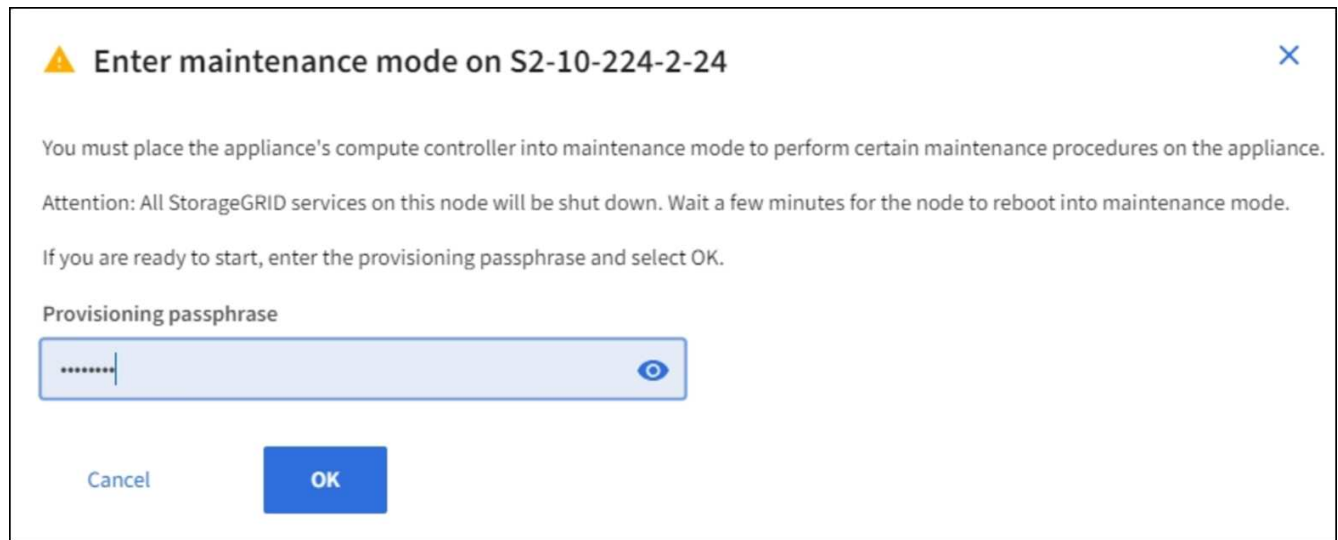 Enter maintenance mode on S2-10-224-2-24
You must place the appliance's compute controller into maintenance mode to perform certain maintenance procedures on the appliance.
Attention: All StorageGRID services on this node will be shut down. Wait a few minutes for the node to reboot into maintenance mode.
If you are ready to start, enter the provisioning passphrase and select OK.
Provisioning passphrase
••••••••
Cancel
OK